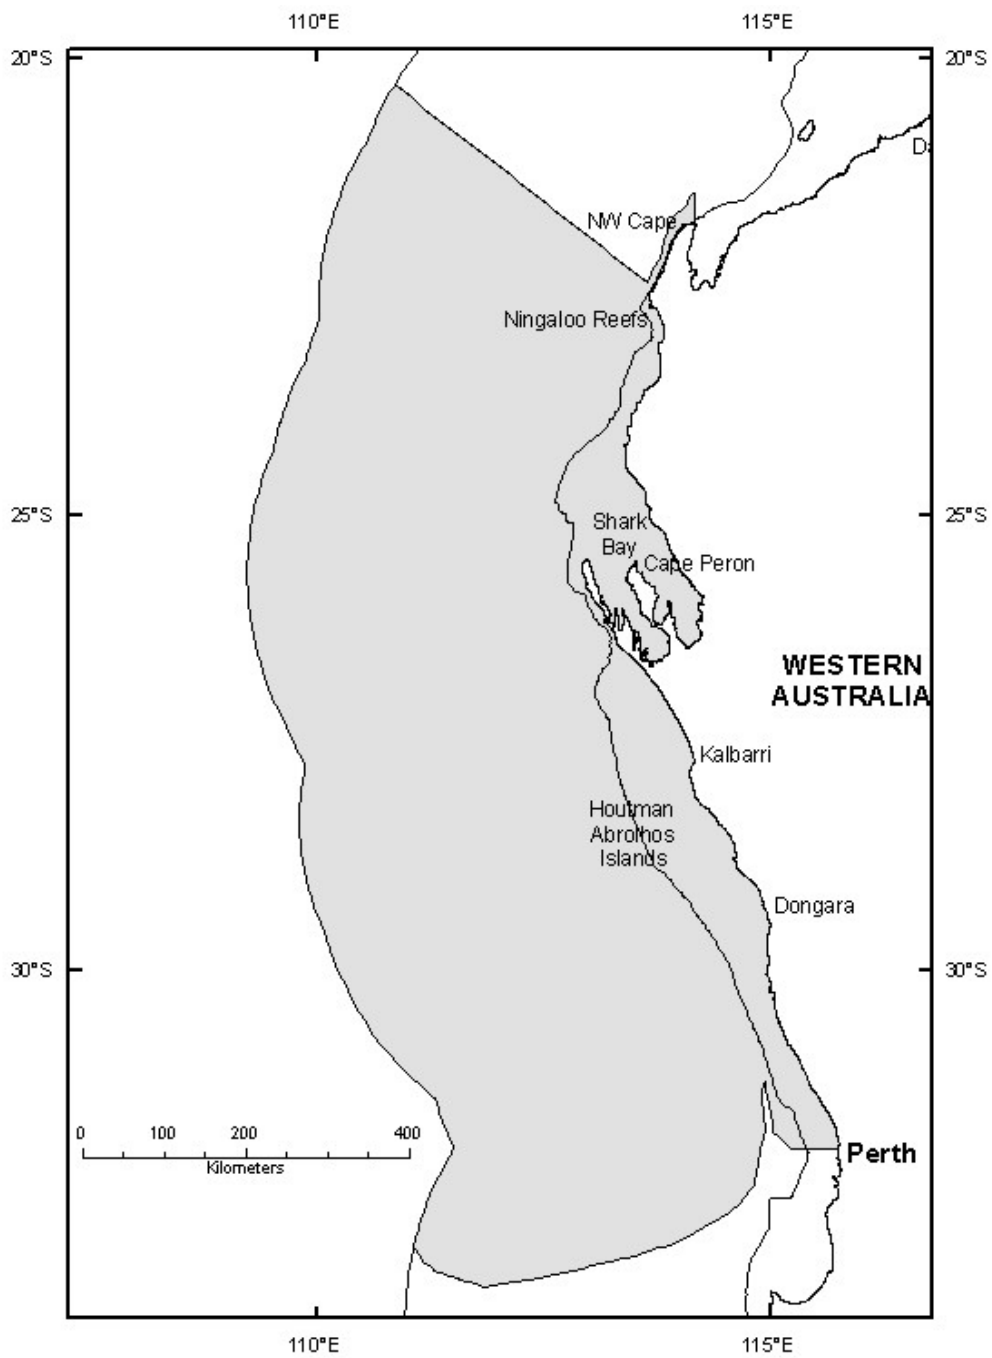 110°E 115°E
20°S 20°S
D
NW Cape
Ningaloo Reefs
25°S 25°S
Shark
Bay
Cape Peron
WESTERN
AUSTRALIA
Kalbarri
Houtman
Abrolhos
Islands
Dongara
30°S 30°S
0 100 200 400
Kilometers
Perth
110°E 115°E